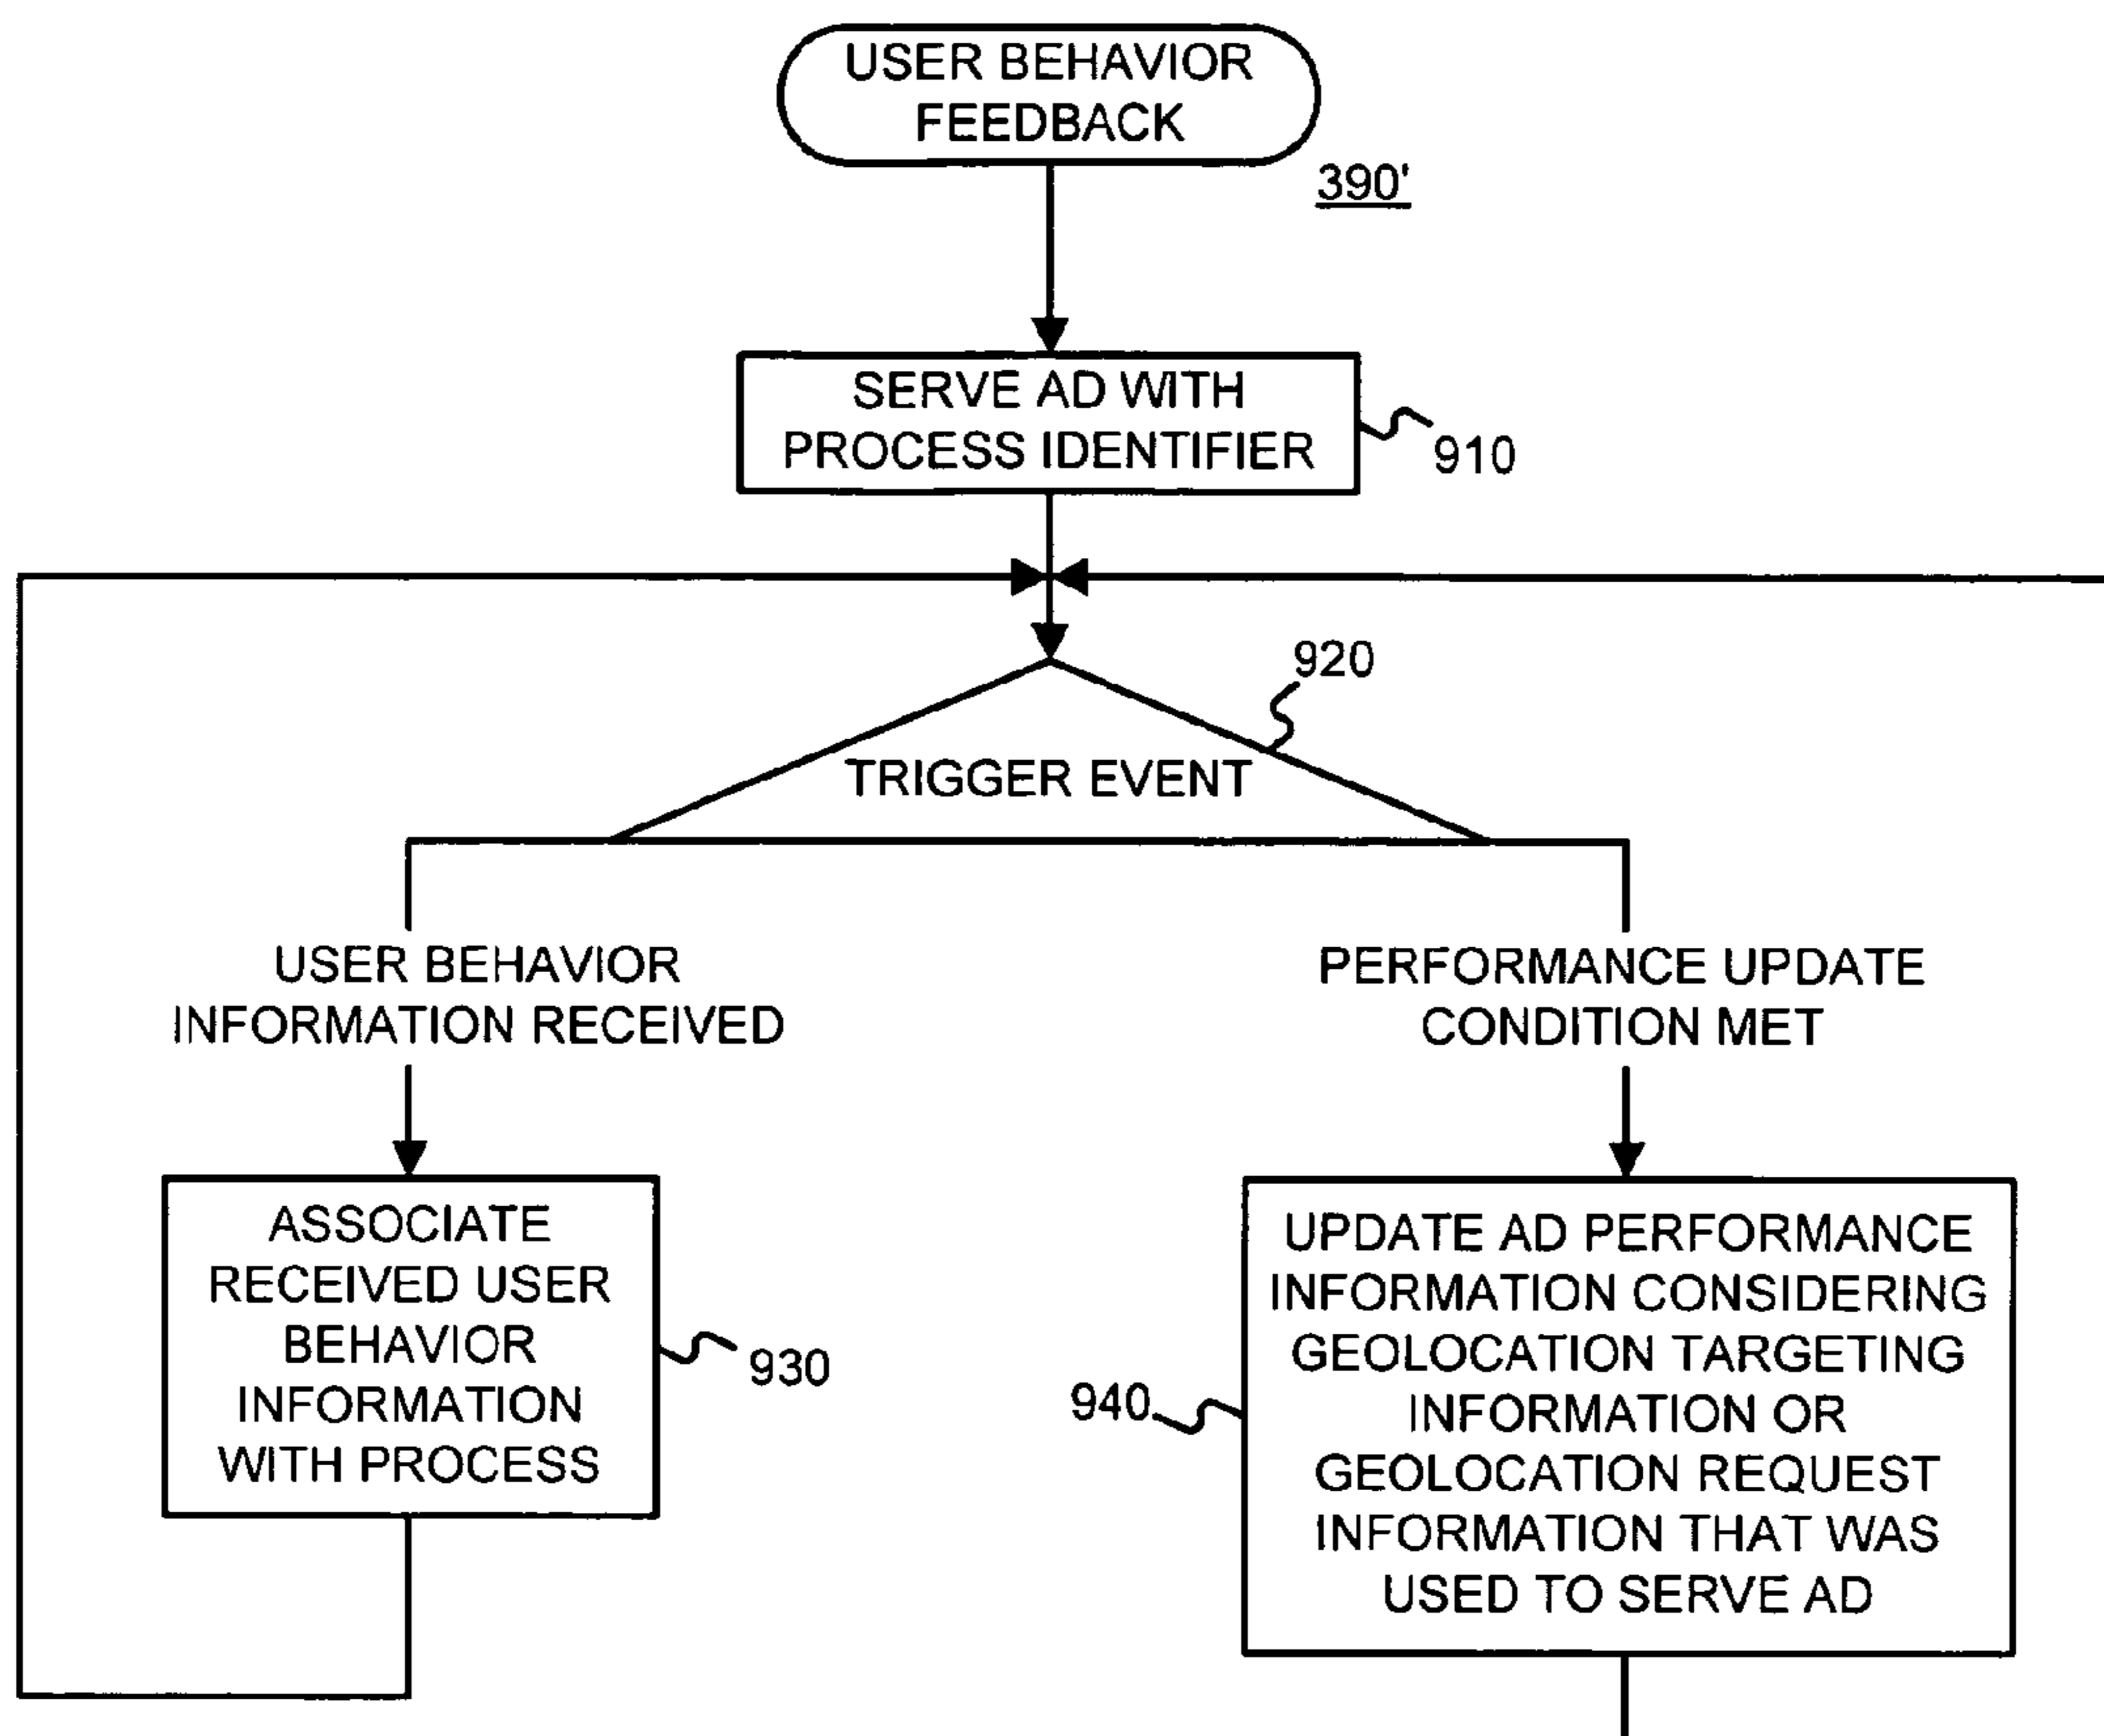 USER BEHAVIOR
FEEDBACK
390'
SERVE AD WITH
PROCESS IDENTIFIER
910
920
TRIGGER EVENT
USER BEHAVIOR
INFORMATION RECEIVED
PERFORMANCE UPDATE
CONDITION MET
ASSOCIATE
RECEIVED USER
BEHAVIOR
INFORMATION
WITH PROCESS
930
940
UPDATE AD PERFORMANCE
INFORMATION CONSIDERING
GEOLOCATION TARGETING
INFORMATION OR
GEOLOCATION REQUEST
INFORMATION THAT WAS
USED TO SERVE AD